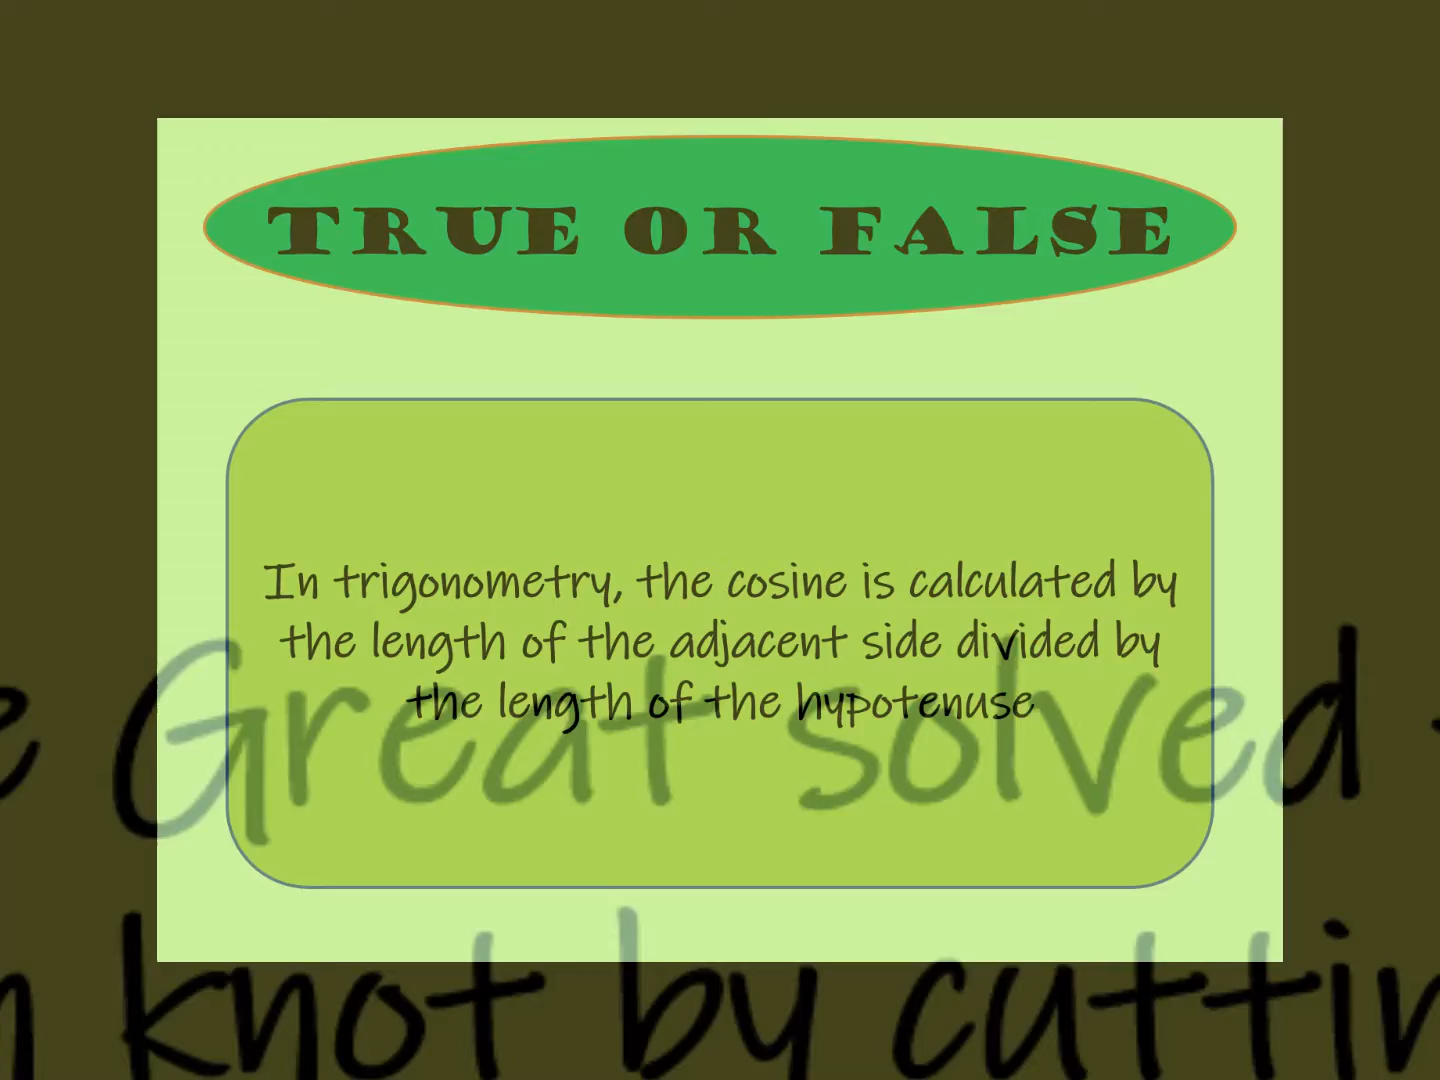 TRUE OR FALSE
In trigonometry, the cosine is calculated by
the length of the adjacent side divided by
the length of the hypotenuse
Great solved
knot by